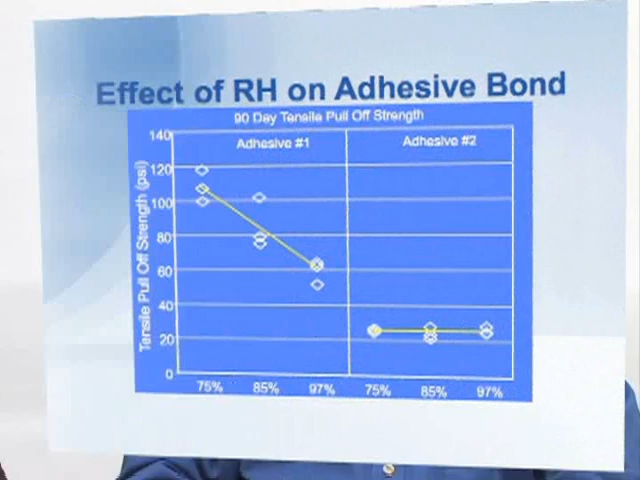 Effect of RH on Adhesive Bond
90 Day Tensile Pull Off Strength
Adhesive #1
Adhesive #2
Tensile Pull Off Strength (psi)
140
120
100
80
60
40
20
0
75% 85% 97% 75% 85% 97%